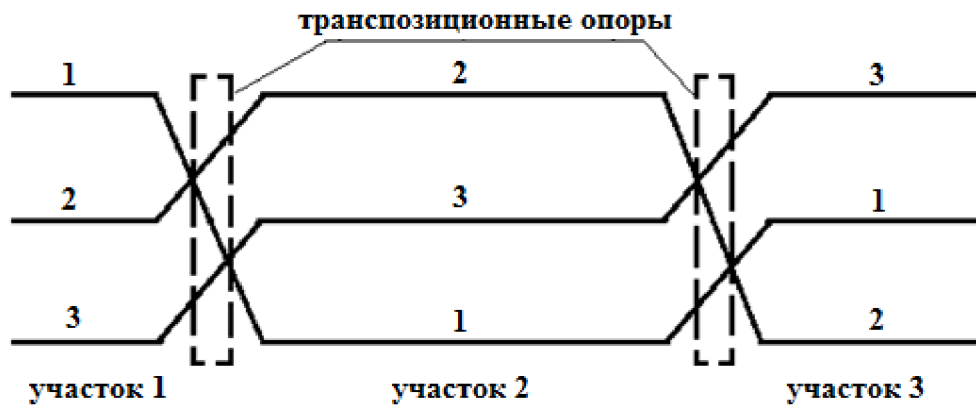 транспозиционные опоры
1 2 3
2 3 1
3 1 2
участок 1 участок 2 участок 3